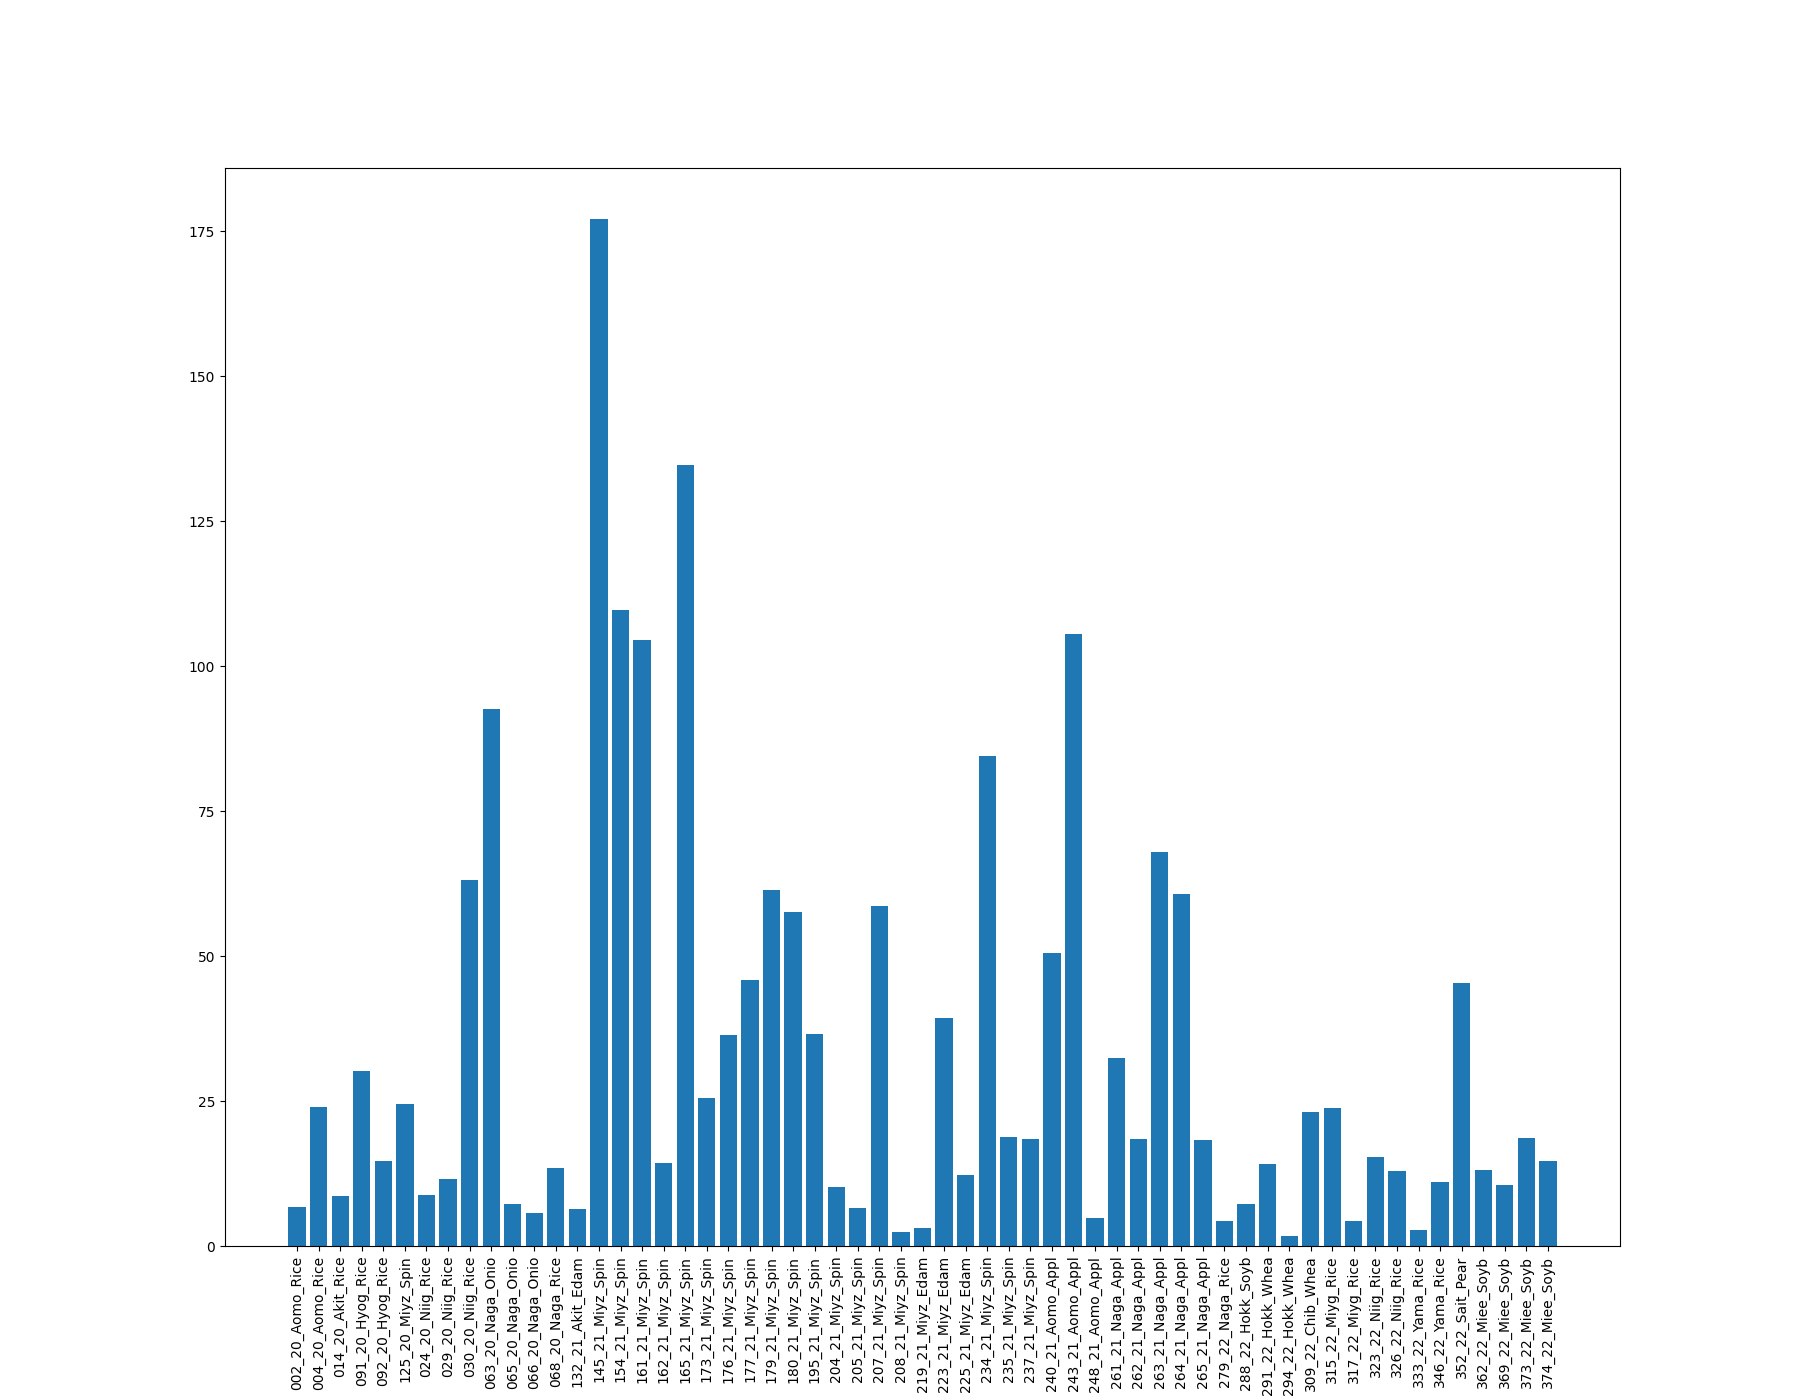 175
150
125
100
75
50
25
0
002_20_Aomo_Rice
004_20_Aomo_Rice
014_20_Akit_Rice
091_20_Hyog_Rice
092_20_Hyog_Rice
125_20_Miyz_Spin
024_20_Niig_Rice
029_20_Niig_Rice
030_20_Niig_Rice
063_20_Naga_Onio
065_20_Naga_Onio
066_20_Naga_Onio
068_20_Naga_Rice
132_21_Akit_Edam
145_21_Miyz_Spin
154_21_Miyz_Spin
161_21_Miyz_Spin
162_21_Miyz_Spin
165_21_Miyz_Spin
173_21_Miyz_Spin
176_21_Miyz_Spin
177_21_Miyz_Spin
179_21_Miyz_Spin
180_21_Miyz_Spin
195_21_Miyz_Spin
204_21_Miyz_Spin
205_21_Miyz_Spin
207_21_Miyz_Spin
208_21_Miyz_Spin
219_21_Miyz_Edam
223_21_Miyz_Edam
225_21_Miyz_Edam
234_21_Miyz_Spin
235_21_Miyz_Spin
237_21_Miyz_Spin
240_21_Aomo_Appl
243_21_Aomo_Appl
248_21_Aomo_Appl
261_21_Naga_Appl
262_21_Naga_Appl
263_21_Naga_Appl
264_21_Naga_Appl
265_21_Naga_Appl
279_22_Naga_Rice
288_22_Hokk_Soyb
291_22_Hokk_Whea
294_22_Hokk_Whea
309_22_Chib_Whea
315_22_Miyg_Rice
317_22_Miyg_Rice
323_22_Niig_Rice
326_22_Niig_Rice
333_22_Yama_Rice
346_22_Yama_Rice
352_22_Sait_Pear
362_22_Miee_Soyb
369_22_Miee_Soyb
373_22_Miee_Soyb
374_22_Miee_Soyb